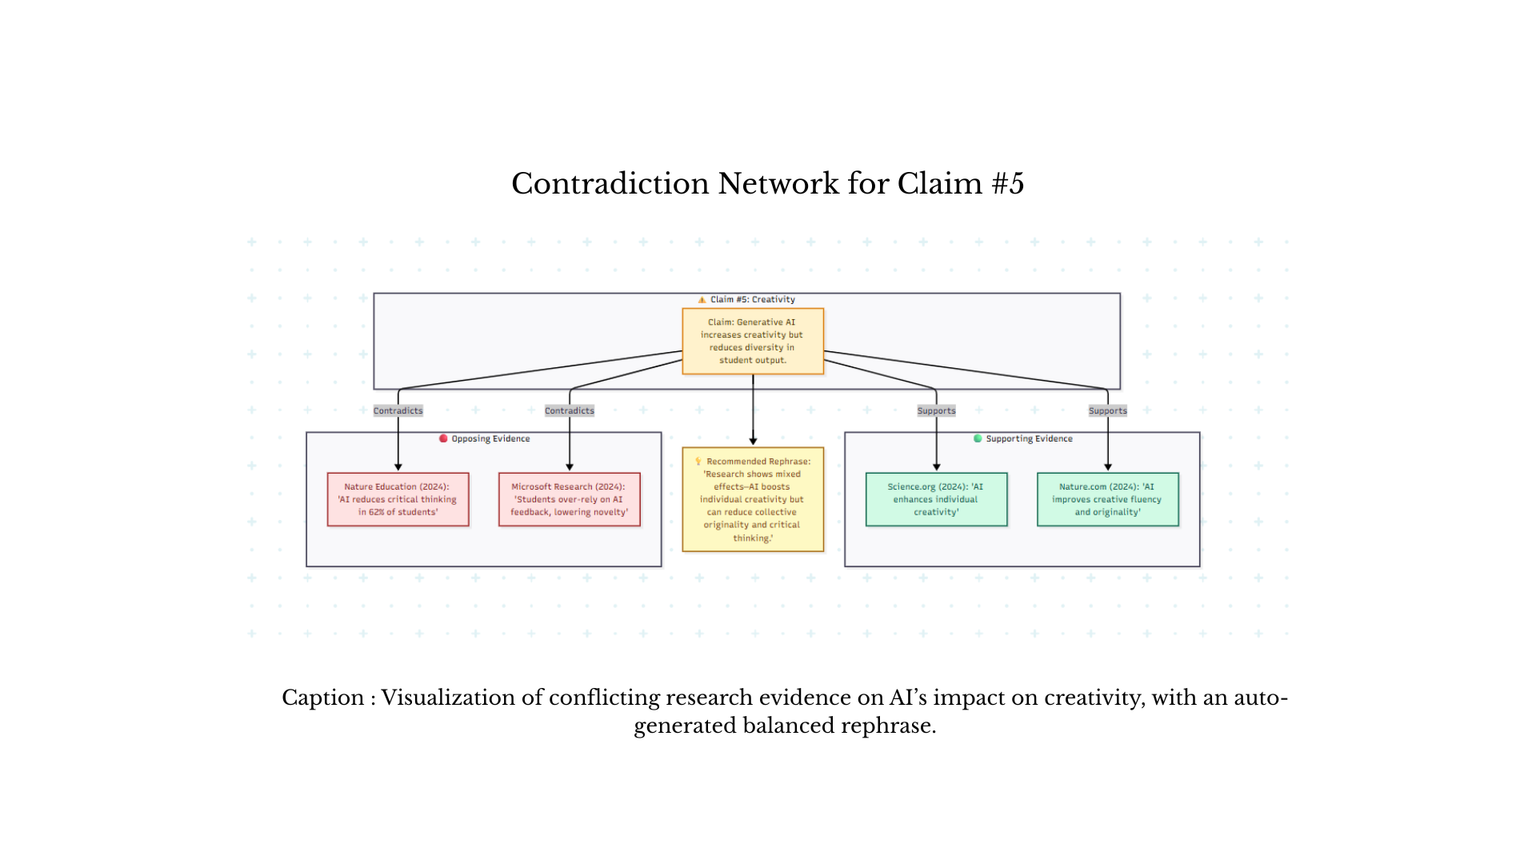 Contradiction Network for Claim #5
⚠️ Claim #5: Creativity
Claim: Generative AI
increases creativity but
reduces diversity in
student output.
Contradicts
Contradicts
Supports
Supports
🔴 Opposing Evidence
Nature Education (2024):
'AI reduces critical thinking
in 62% of students'
Microsoft Research (2024):
'Students over-rely on AI
feedback, lowering novelty'
💡 Recommended Rephrase:
'Research shows mixed
effects—AI boosts
individual creativity but
can reduce collective
originality and critical
thinking.'
🟢 Supporting Evidence
Science.org (2024): 'AI
enhances individual
creativity'
Nature.com (2024): 'AI
improves creative fluency
and originality'
Caption : Visualization of conflicting research evidence on AI’s impact on creativity, with an auto-
generated balanced rephrase.